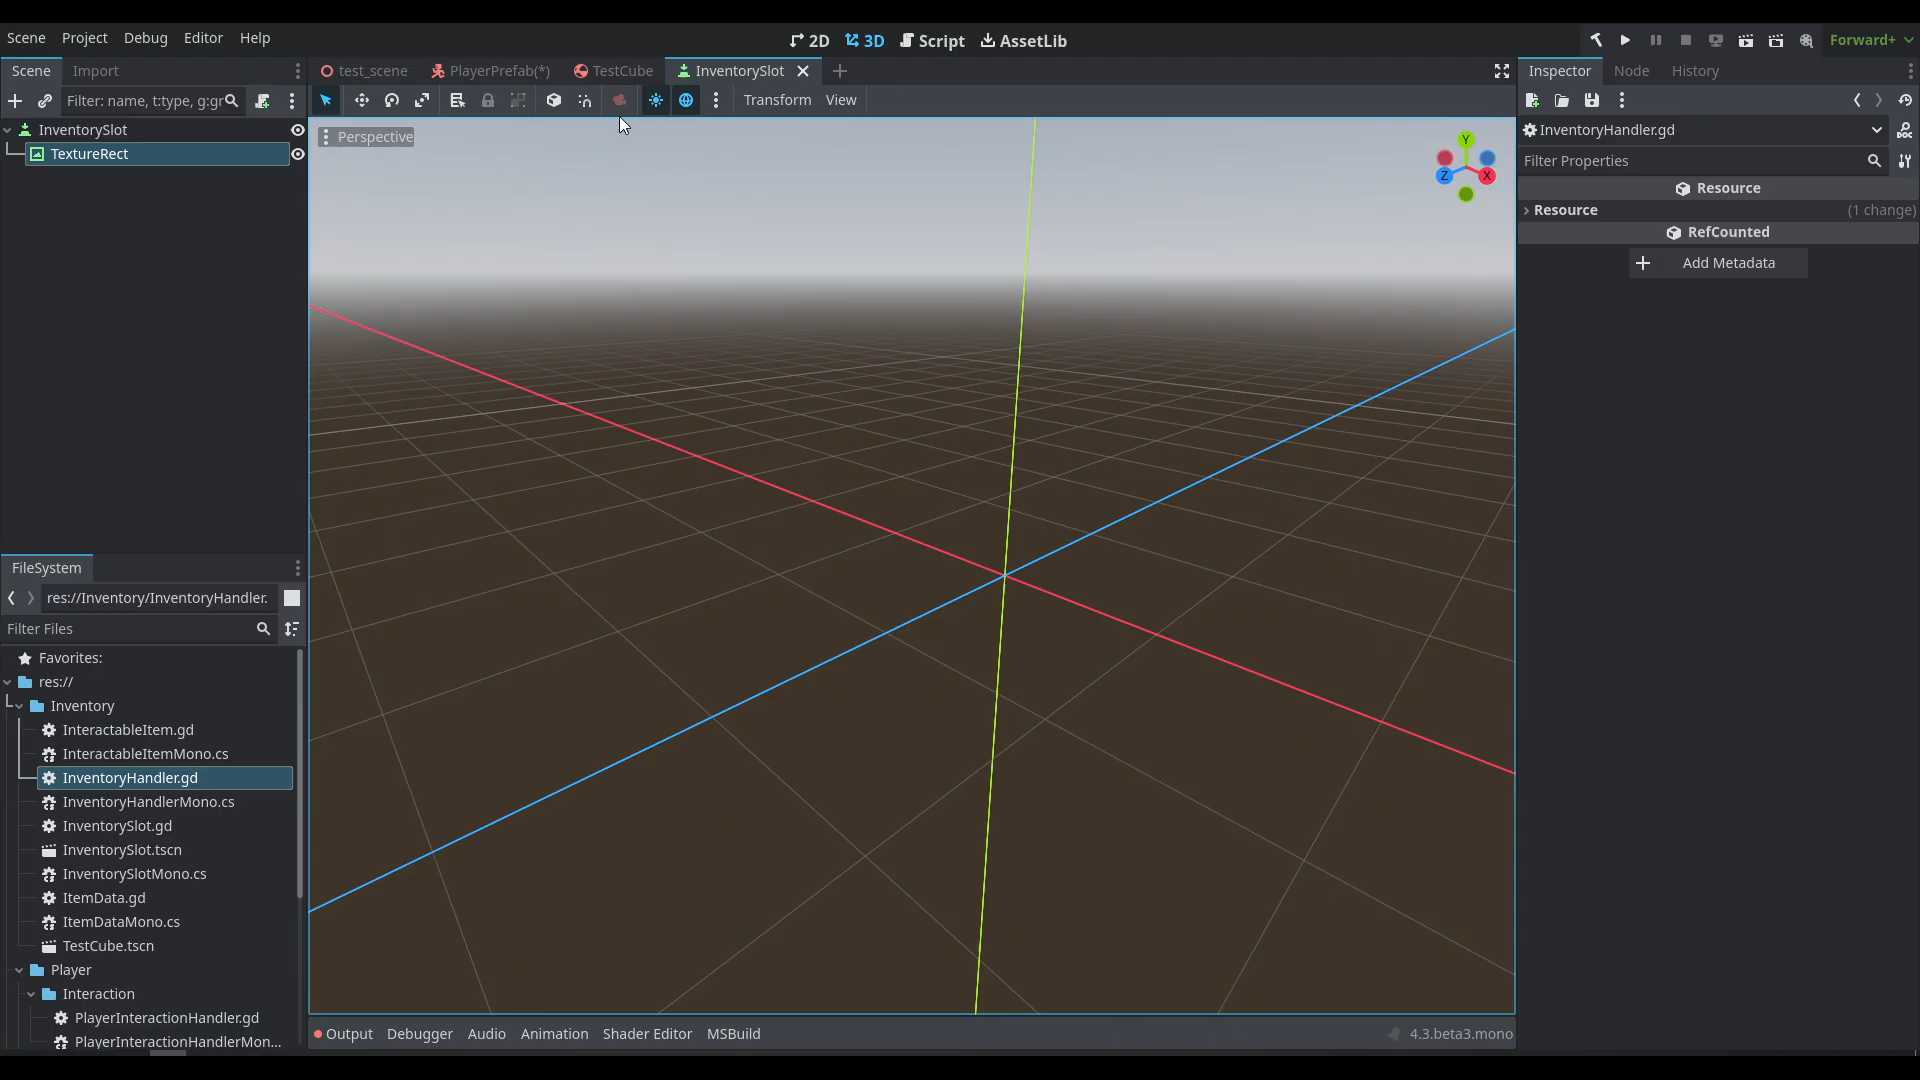 Scene Project Debug Editor Help
2D 3D Script AssetLib
Forward+
Scene Import
test_scene PlayerPrefab(*) TestCube InventorySlot
Inspector Node History
Filter: name, t:type, g:gr
Transform View
InventorySlot
TextureRect
Perspective
Y
Z
X
InventoryHandler.gd
Filter Properties
Resource
Resource (1 change)
RefCounted
Add Metadata
FileSystem
res://Inventory/InventoryHandler.
Filter Files
Favorites:
res://
Inventory
InteractableItem.gd
InteractableItemMono.cs
InventoryHandler.gd
InventoryHandlerMono.cs
InventorySlot.gd
InventorySlot.tscn
InventorySlotMono.cs
ItemData.gd
ItemDataMono.cs
TestCube.tscn
Player
Interaction
PlayerInteractionHandler.gd
PlayerInteractionHandlerMon...
Output Debugger Audio Animation Shader Editor MSBuild
4.3.beta3.mono